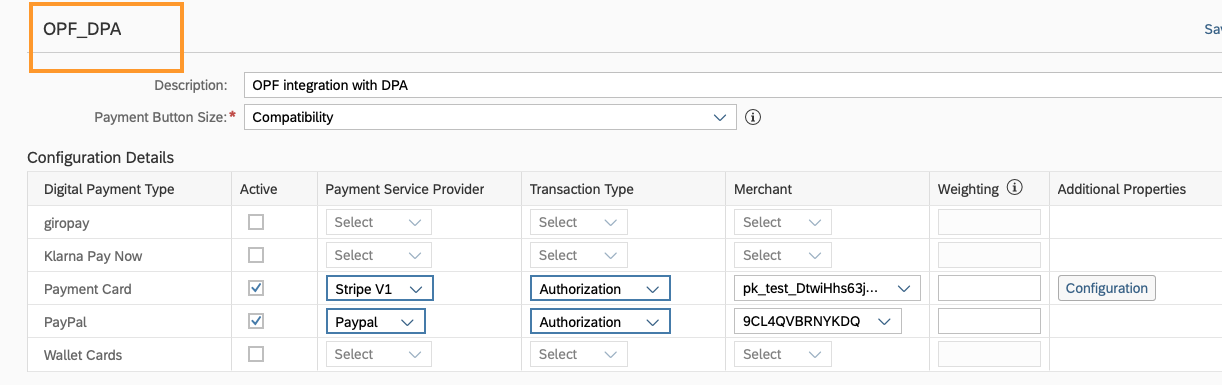 OPF_DPA
Description: OPF integration with DPA
Payment Button Size:* Compatibility
Configuration Details
Digital Payment Type Active Payment Service Provider Transaction Type Merchant Weighting Additional Properties
giropay Select Select Select
Klarna Pay Now Select Select Select
Payment Card Stripe V1 Authorization pk_test_DtwiHhs63j... Configuration
PayPal Paypal Authorization 9CL4QVBRNYKDQ
Wallet Cards Select Select Select